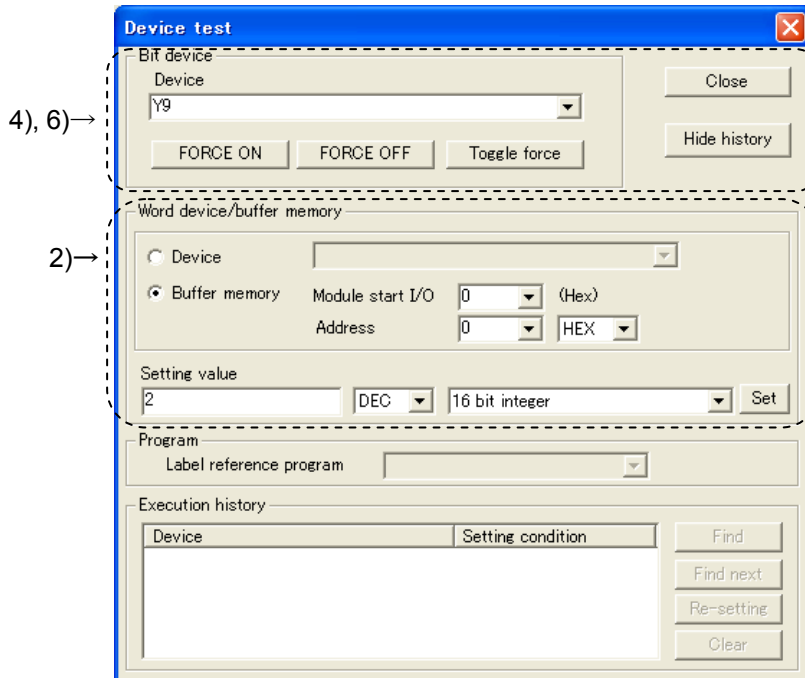 Device test
Bit device
Device
4), 6)→
Y9
Close
FORCE ON FORCE OFF Toggle force
Hide history
Word device/buffer memory
2)→
Device
Buffer memory Module start I/O 0 (Hex)
Address 0 HEX
Setting value
2 DEC 16 bit integer Set
Program
Label reference program
Execution history
Device Setting condition Find
Find next
Re-setting
Clear